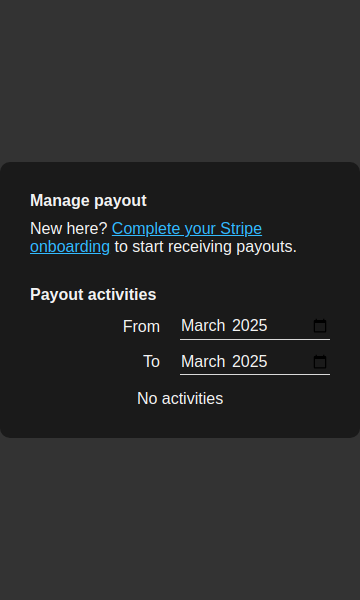 Manage payout
New here? Complete your Stripe
onboarding to start receiving payouts.
Payout activities
From March 2025
To March 2025
No activities